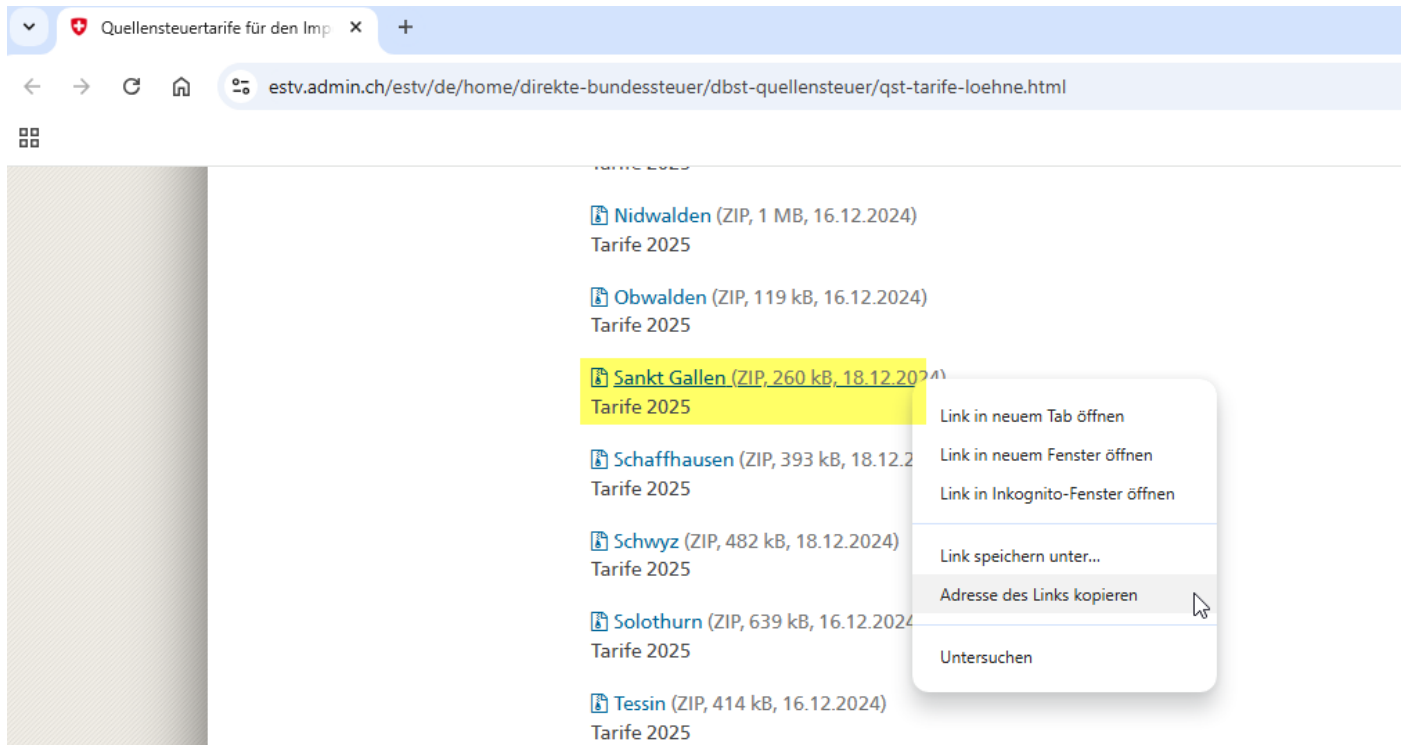 Quellensteuertarife für den Imp
estv.admin.ch/estv/de/home/direkte-bundessteuer/dbst-quellensteuer/qst-tarife-loehne.html
Nidwalden (ZIP, 1 MB, 16.12.2024)
Tarife 2025
Obwalden (ZIP, 119 kB, 16.12.2024)
Tarife 2025
Sankt Gallen (ZIP, 260 kB, 18.12.2024)
Tarife 2025
Schaffhausen (ZIP, 393 kB, 18.12.2
Tarife 2025
Schwyz (ZIP, 482 kB, 18.12.2024)
Tarife 2025
Solothurn (ZIP, 639 kB, 16.12.2024
Tarife 2025
Tessin (ZIP, 414 kB, 16.12.2024)
Tarife 2025
Link in neuem Tab öffnen
Link in neuem Fenster öffnen
Link in Inkognito-Fenster öffnen
Link speichern unter...
Adresse des Links kopieren
Untersuchen